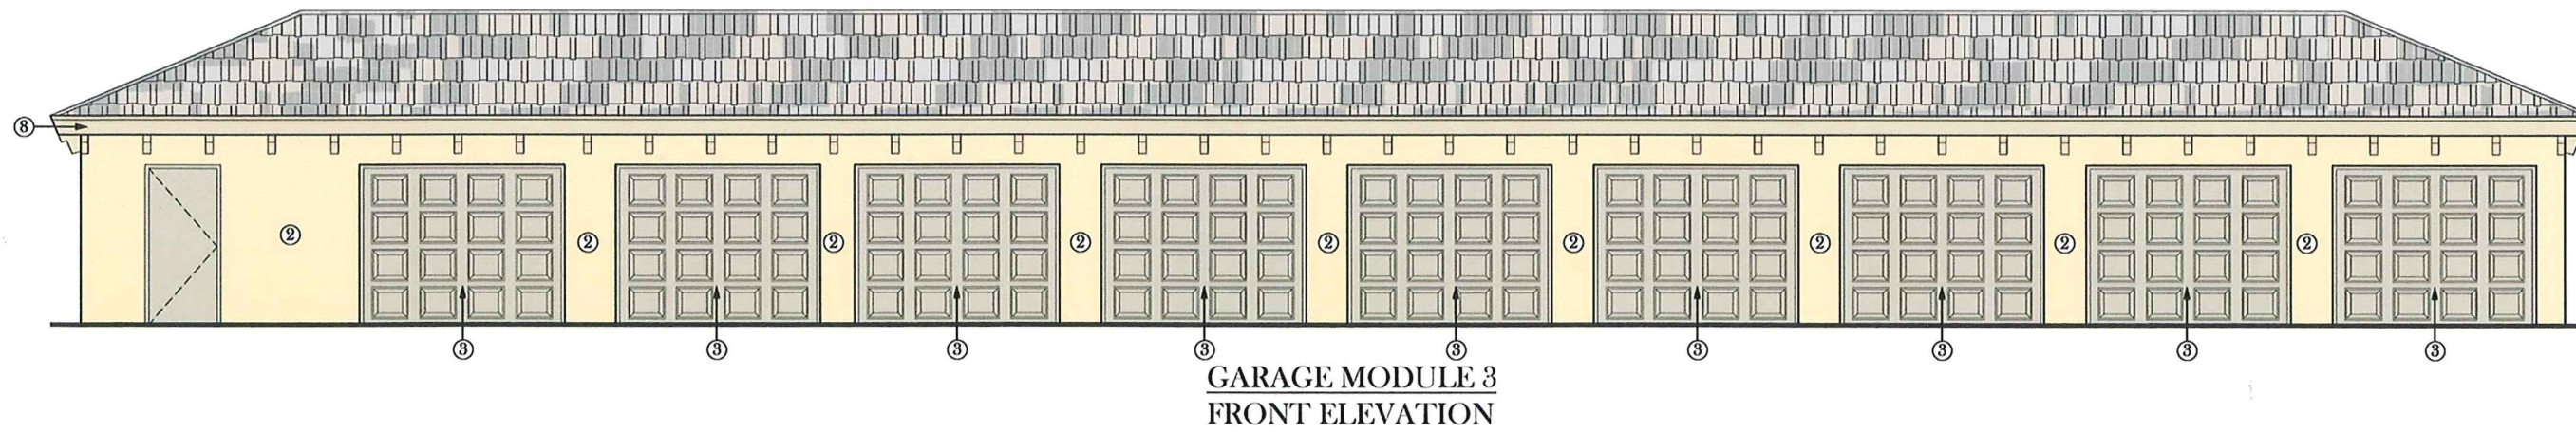 8
2 2 2 2 2 2 2 2 2
3 3 3 3 3 3 3 3 3
GARAGE MODULE 3
FRONT ELEVATION